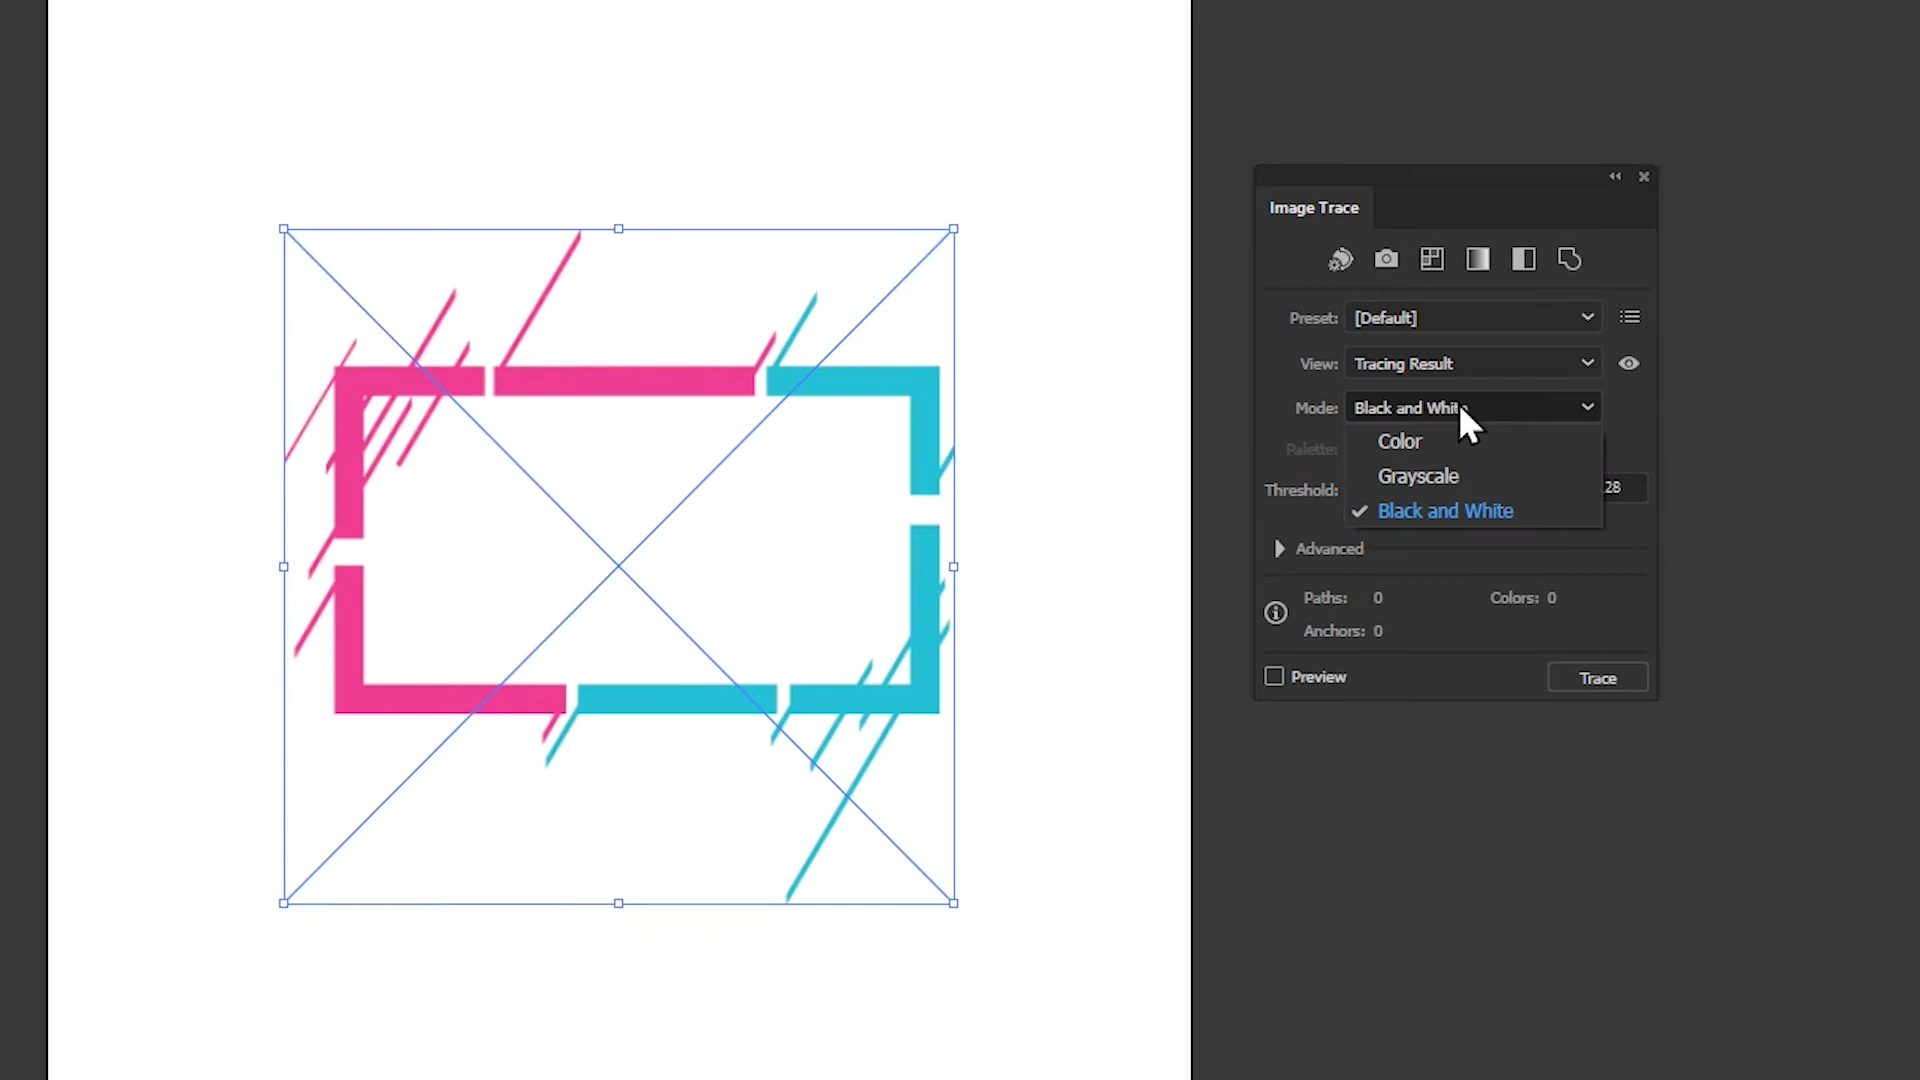 Image Trace
Preset: [Default]
View: Tracing Result
Mode: Black and White
Color
Palette:
Grayscale
Threshold: 28
Black and White
Advanced
Paths: 0 Colors: 0
Anchors: 0
Preview Trace